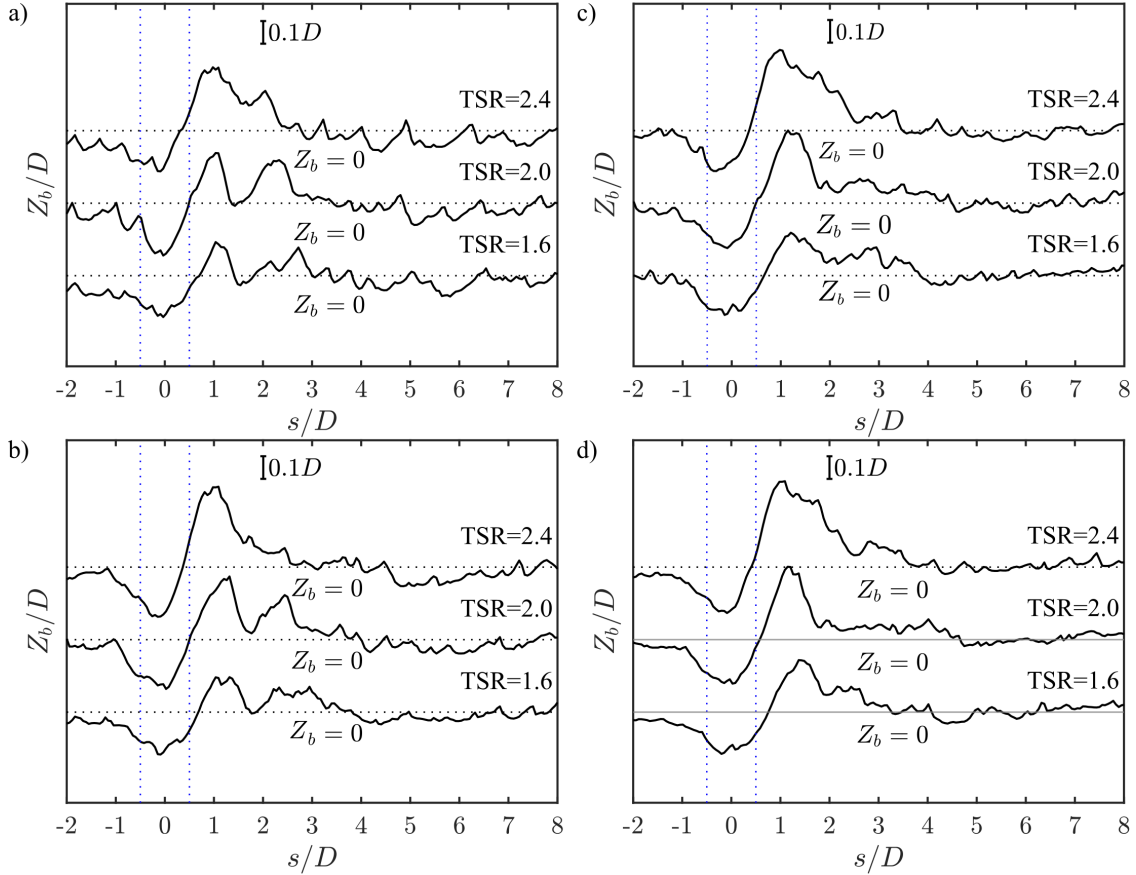 a)
0.1D
TSR=2.4
Z_b = 0
TSR=2.0
Z_b = 0
TSR=1.6
Z_b = 0
Z_b/D
-2 -1 0 1 2 3 4 5 6 7 8
s/D
c)
0.1D
TSR=2.4
Z_b = 0
TSR=2.0
Z_b = 0
TSR=1.6
Z_b = 0
Z_b/D
-2 -1 0 1 2 3 4 5 6 7 8
s/D
b)
0.1D
TSR=2.4
Z_b = 0
TSR=2.0
Z_b = 0
TSR=1.6
Z_b = 0
Z_b/D
-2 -1 0 1 2 3 4 5 6 7 8
s/D
d)
0.1D
TSR=2.4
Z_b = 0
TSR=2.0
Z_b = 0
TSR=1.6
Z_b = 0
Z_b/D
-2 -1 0 1 2 3 4 5 6 7 8
s/D